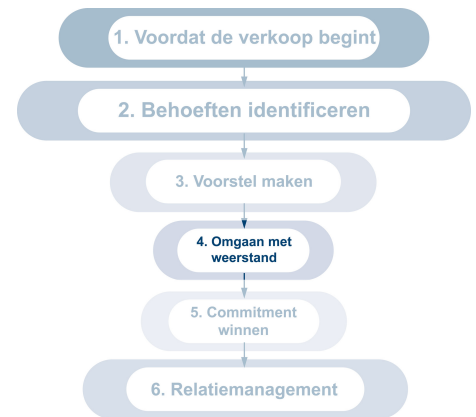 1. Voordat de verkoop begint
2. Behoeften identificeren
3. Voorstel maken
4. Omgaan met
weerstand
5. Commitment
winnen
6. Relatiemanagement